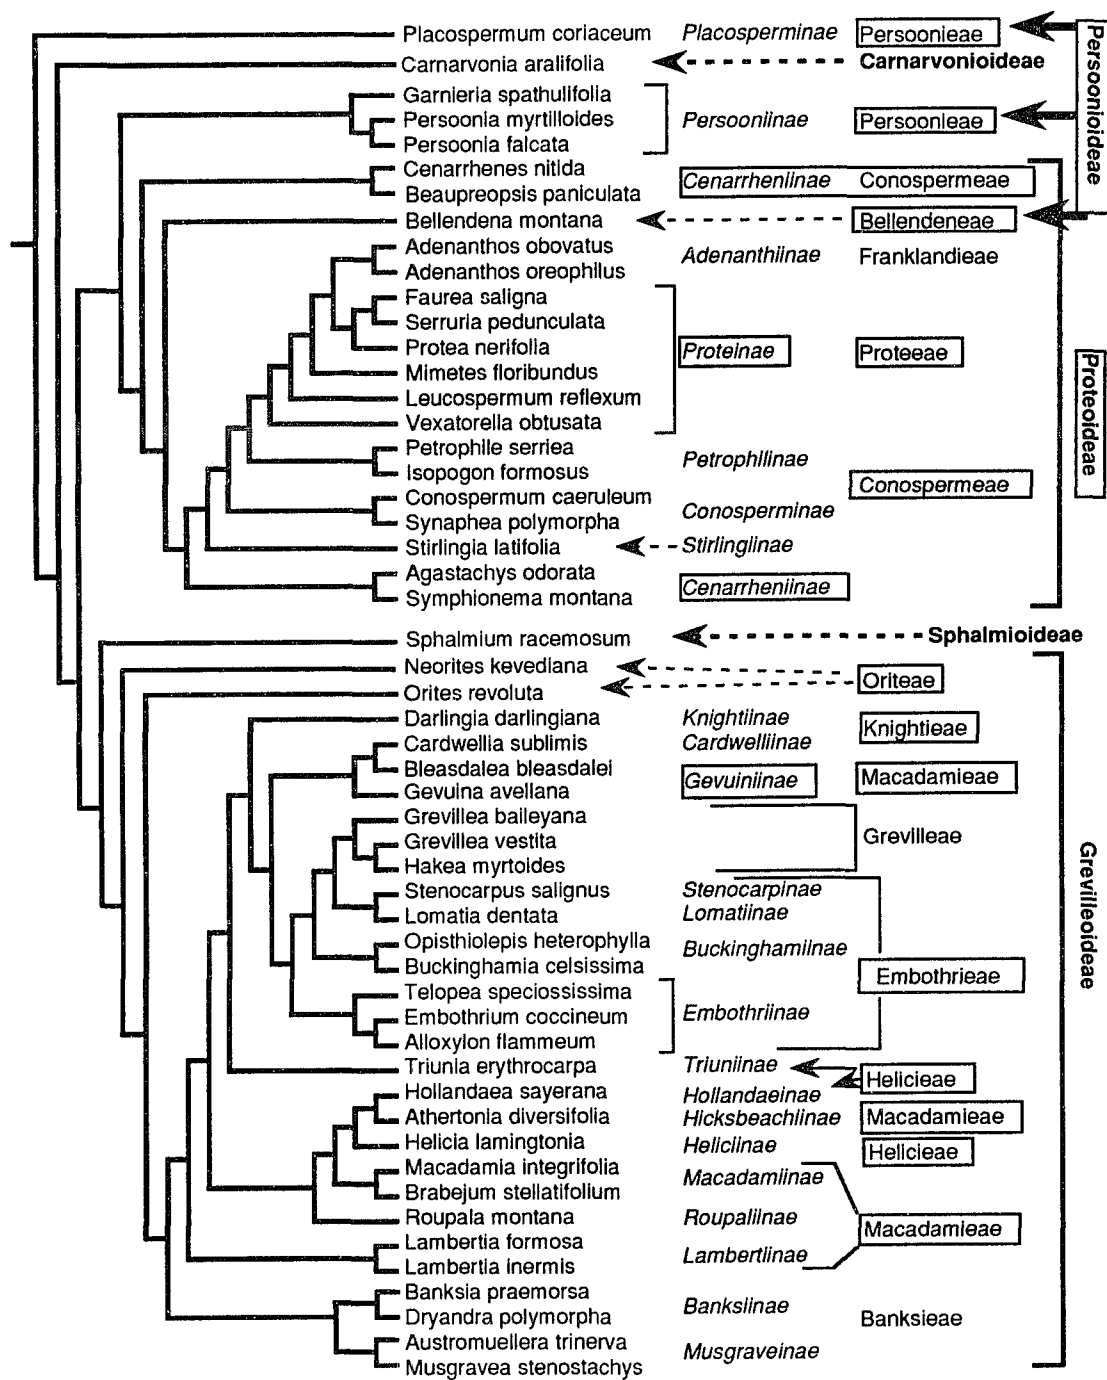 Placospermum coriaceum Placosperminae Persoonieae
Carnarvonia aralifolia Carnarvonioideae
Garnieria spathulifolia
Persoonia myrtilloides Persooniinae Persoonieae
Persoonia falcata
Persoonioideae
Cenarrhenes nitida Cenarrheniinae Conospermeae
Beaupreopsis paniculata
Bellendena montana Bellendeneae
Adenanthos obovatus Adenanthiinae Franklandieae
Adenanthos oreophilus
Faurea saligna
Serruria pedunculata
Protea nerifolia Proteinae Proteeae
Mimetes floribundus
Leucospermum reflexum
Vexatorella obtusata
Proteoideae
Petrophile serriea Petrophilinae
Isopogon formosus Conospermeae
Conospermum caeruleum Conosperminae
Synaphea polymorpha
Stirlingia latifolia Stirlingiinae
Agastachys odorata Cenarrheniinae
Symphionema montana
Sphalmium racemosum Sphalmioideae
Neorites kevediana Oriteae
Orites revoluta
Darlingia darlingiana Knightiinae Knightieae
Cardwellia sublimis Cardwelliinae
Bleasdalea bleasdalei Gevuiniinae Macadamieae
Gevuina avellana
Grevillea baileyana
Grevillea vestita Grevilleae
Hakea myrtoides
Stenocarpus salignus Stenocarpinae
Lomatia dentata Lomatiinae
Opisthiolepis heterophylla Buckinghamiinae
Buckinghamia celsissima Embothrieae
Grevilleoideae
Telopea speciossissima
Embothrium coccineum Embothriinae
Alloxylon flammeum
Triunia erythrocarpa Triuniinae Helicieae
Hollandaea sayerana Hollandaeinae
Athertonia diversifolia Hicksbeachiinae Macadamieae
Helicia lamingtonia Heliciinae Helicieae
Macadamia integrifolia Macadamiinae
Brabejum stellatifolium
Roupala montana Roupaliinae Macadamieae
Lambertia formosa Lambertiinae
Lambertia inermis
Banksia praemorsa Banksiinae
Dryandra polymorpha Banksieae
Austromuellera trinerva Musgraveinae
Musgravea stenostachys